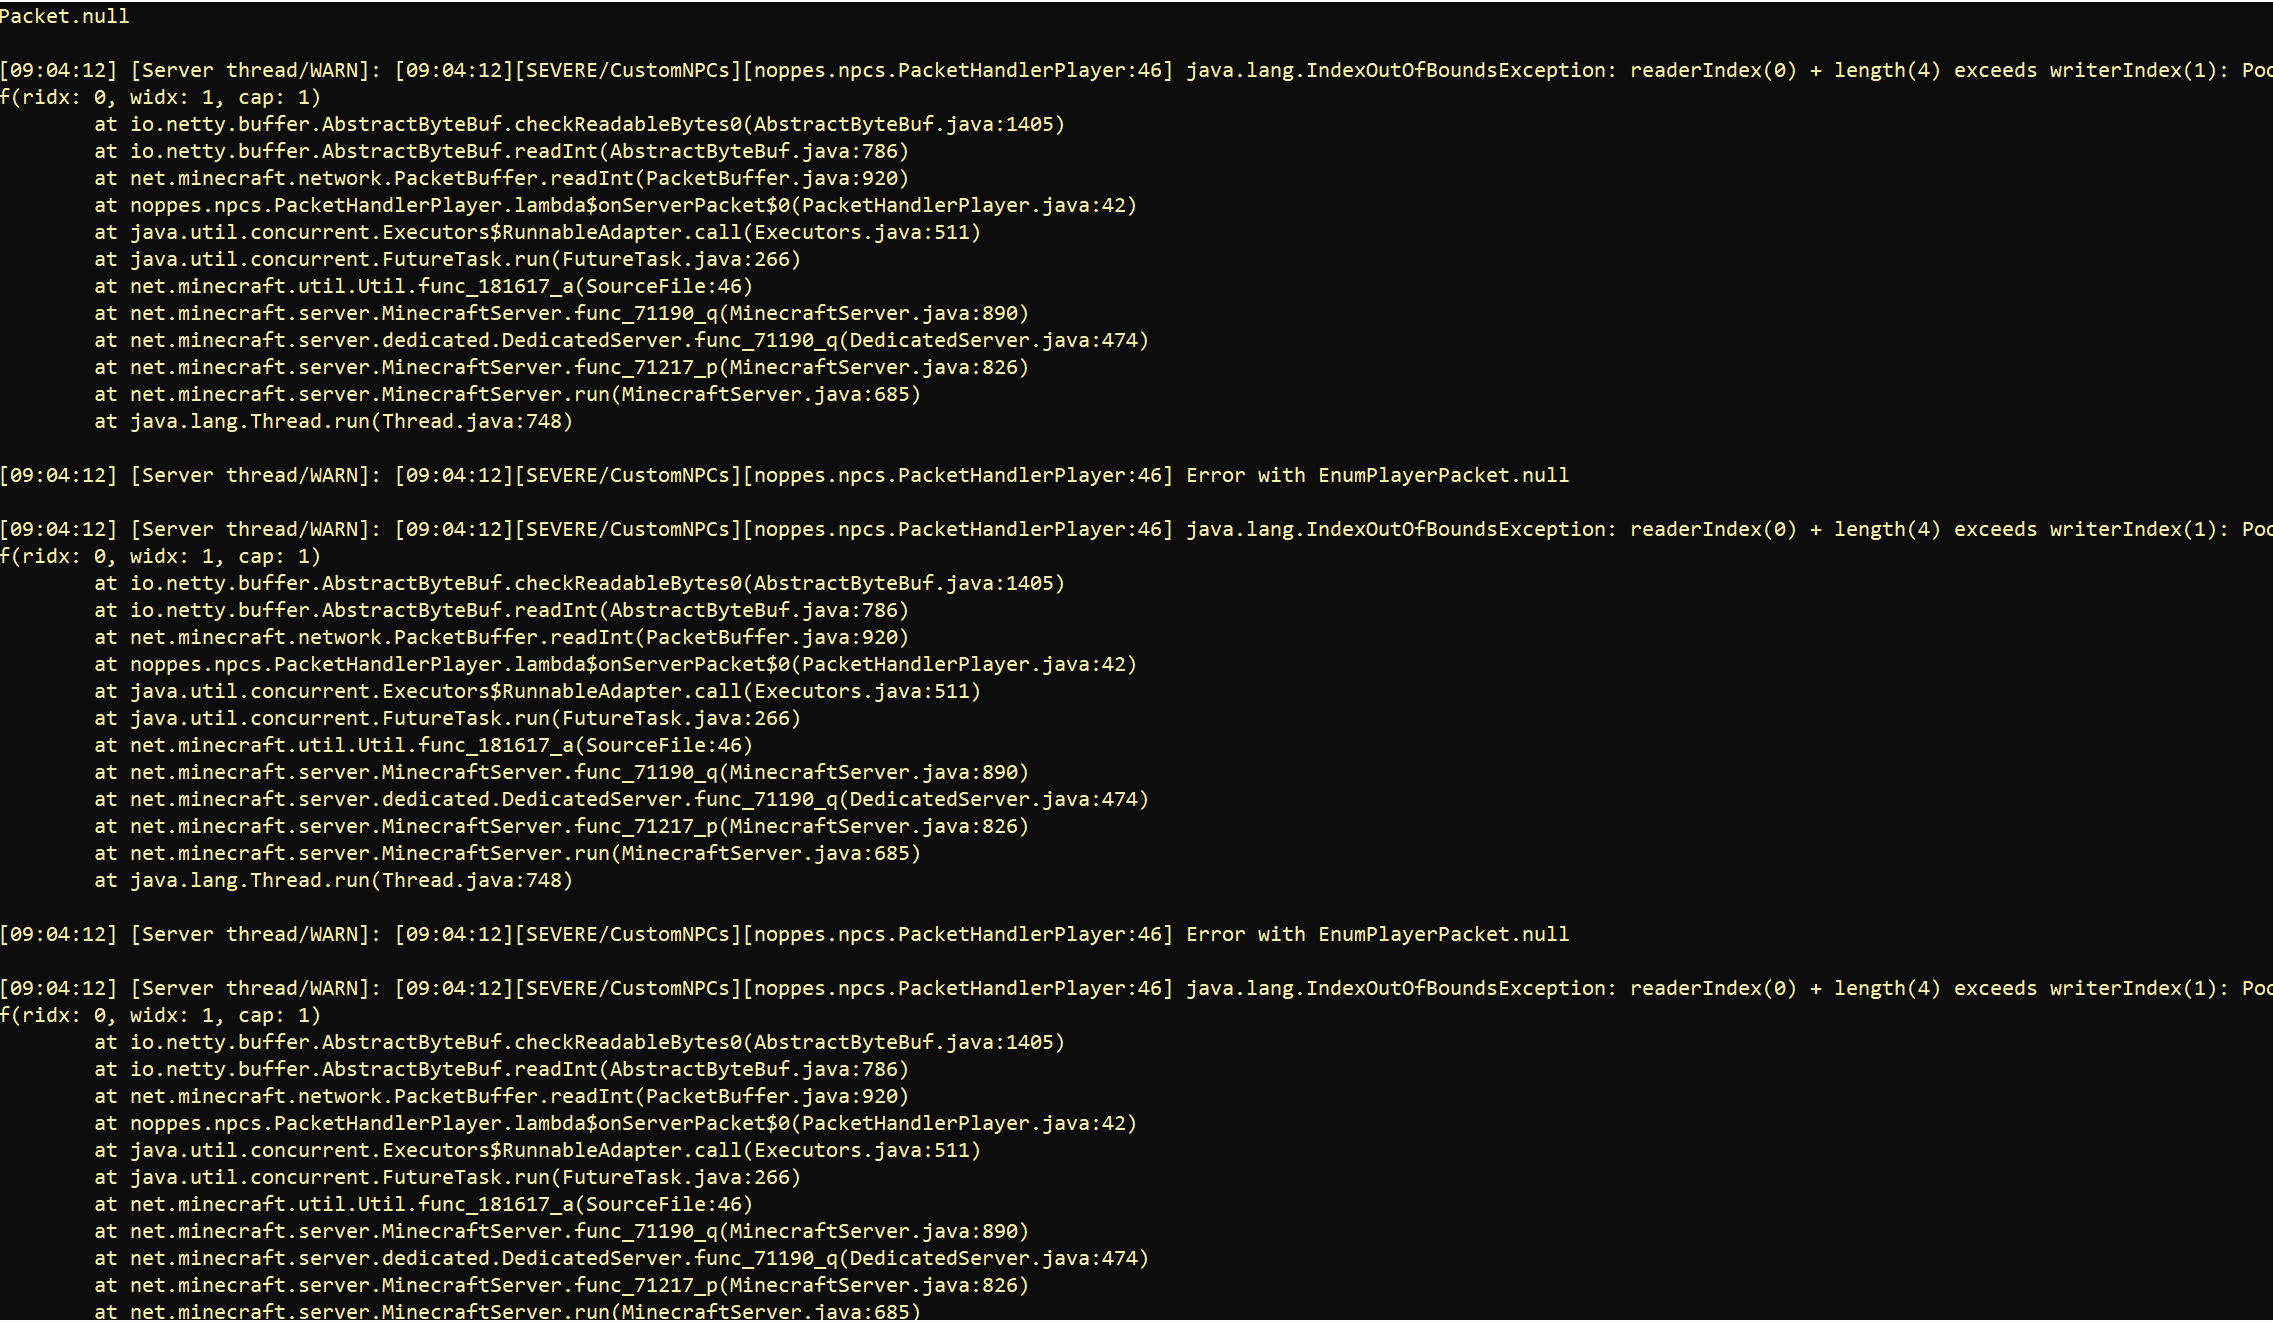 Packet.null
[09:04:12] [Server thread/WARN]: [09:04:12][SEVERE/CustomNPCs][noppes.npcs.PacketHandlerPlayer:46] java.lang.IndexOutOfBoundsException: readerIndex(0) + length(4) exceeds writerIndex(1): Poo
f(ridx: 0, widx: 1, cap: 1)
at io.netty.buffer.AbstractByteBuf.checkReadableBytes0(AbstractByteBuf.java:1405)
at io.netty.buffer.AbstractByteBuf.readInt(AbstractByteBuf.java:786)
at net.minecraft.network.PacketBuffer.readInt(PacketBuffer.java:920)
at noppes.npcs.PacketHandlerPlayer.lambda$onServerPacket$0(PacketHandlerPlayer.java:42)
at java.util.concurrent.Executors$RunnableAdapter.call(Executors.java:511)
at java.util.concurrent.FutureTask.run(FutureTask.java:266)
at net.minecraft.util.Util.func_181617_a(SourceFile:46)
at net.minecraft.server.MinecraftServer.func_71190_q(MinecraftServer.java:890)
at net.minecraft.server.dedicated.DedicatedServer.func_71190_q(DedicatedServer.java:474)
at net.minecraft.server.MinecraftServer.func_71217_p(MinecraftServer.java:826)
at net.minecraft.server.MinecraftServer.run(MinecraftServer.java:685)
at java.lang.Thread.run(Thread.java:748)
[09:04:12] [Server thread/WARN]: [09:04:12][SEVERE/CustomNPCs][noppes.npcs.PacketHandlerPlayer:46] Error with EnumPlayerPacket.null
[09:04:12] [Server thread/WARN]: [09:04:12][SEVERE/CustomNPCs][noppes.npcs.PacketHandlerPlayer:46] java.lang.IndexOutOfBoundsException: readerIndex(0) + length(4) exceeds writerIndex(1): Poo
f(ridx: 0, widx: 1, cap: 1)
at io.netty.buffer.AbstractByteBuf.checkReadableBytes0(AbstractByteBuf.java:1405)
at io.netty.buffer.AbstractByteBuf.readInt(AbstractByteBuf.java:786)
at net.minecraft.network.PacketBuffer.readInt(PacketBuffer.java:920)
at noppes.npcs.PacketHandlerPlayer.lambda$onServerPacket$0(PacketHandlerPlayer.java:42)
at java.util.concurrent.Executors$RunnableAdapter.call(Executors.java:511)
at java.util.concurrent.FutureTask.run(FutureTask.java:266)
at net.minecraft.util.Util.func_181617_a(SourceFile:46)
at net.minecraft.server.MinecraftServer.func_71190_q(MinecraftServer.java:890)
at net.minecraft.server.dedicated.DedicatedServer.func_71190_q(DedicatedServer.java:474)
at net.minecraft.server.MinecraftServer.func_71217_p(MinecraftServer.java:826)
at net.minecraft.server.MinecraftServer.run(MinecraftServer.java:685)
at java.lang.Thread.run(Thread.java:748)
[09:04:12] [Server thread/WARN]: [09:04:12][SEVERE/CustomNPCs][noppes.npcs.PacketHandlerPlayer:46] Error with EnumPlayerPacket.null
[09:04:12] [Server thread/WARN]: [09:04:12][SEVERE/CustomNPCs][noppes.npcs.PacketHandlerPlayer:46] java.lang.IndexOutOfBoundsException: readerIndex(0) + length(4) exceeds writerIndex(1): Poo
f(ridx: 0, widx: 1, cap: 1)
at io.netty.buffer.AbstractByteBuf.checkReadableBytes0(AbstractByteBuf.java:1405)
at io.netty.buffer.AbstractByteBuf.readInt(AbstractByteBuf.java:786)
at net.minecraft.network.PacketBuffer.readInt(PacketBuffer.java:920)
at noppes.npcs.PacketHandlerPlayer.lambda$onServerPacket$0(PacketHandlerPlayer.java:42)
at java.util.concurrent.Executors$RunnableAdapter.call(Executors.java:511)
at java.util.concurrent.FutureTask.run(FutureTask.java:266)
at net.minecraft.util.Util.func_181617_a(SourceFile:46)
at net.minecraft.server.MinecraftServer.func_71190_q(MinecraftServer.java:890)
at net.minecraft.server.dedicated.DedicatedServer.func_71190_q(DedicatedServer.java:474)
at net.minecraft.server.MinecraftServer.func_71217_p(MinecraftServer.java:826)
at net.minecraft.server.MinecraftServer.run(MinecraftServer.java:685)